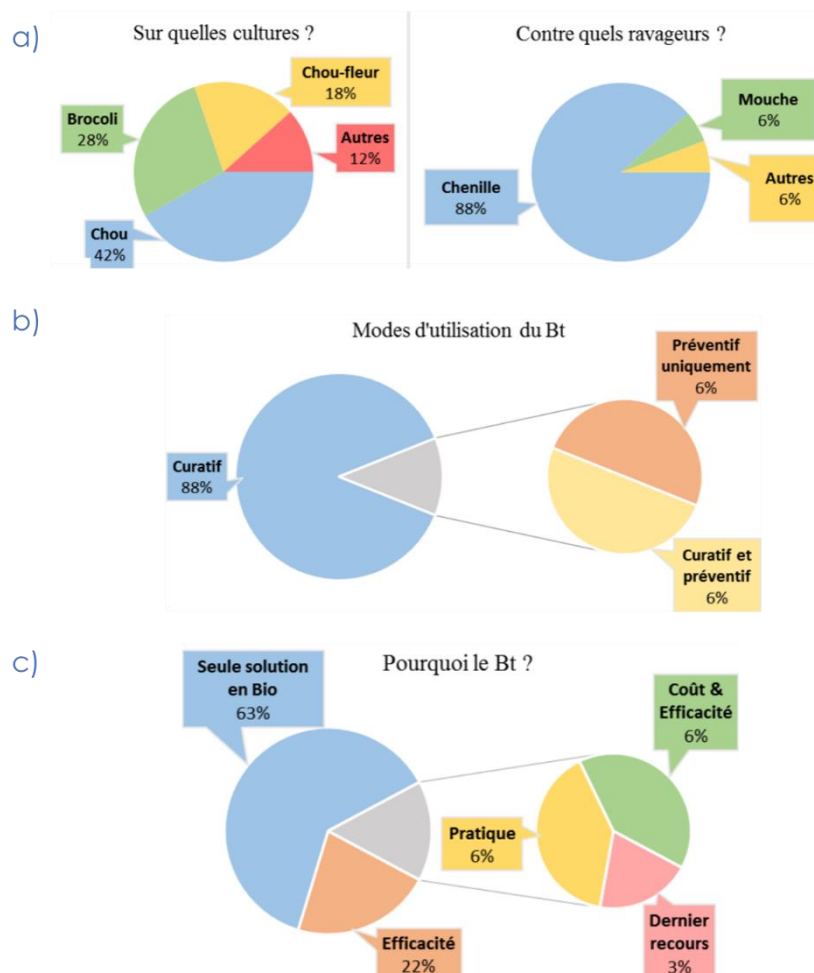 a)
Sur quelles cultures ?
Chou-fleur
18%
Brocoli
28%
Autres
12%
Chou
42%
Contre quels ravageurs ?
Mouche
6%
Chenille
88%
Autres
6%
b)
Modes d'utilisation du Bt
Préventif
uniquement
6%
Curatif
88%
Curatif et
préventif
6%
c)
Pourquoi le Bt ?
Seule solution
en Bio
63%
Coût &
Efficacité
6%
Pratique
6%
Efficacité
22%
Dernier
recours
3%